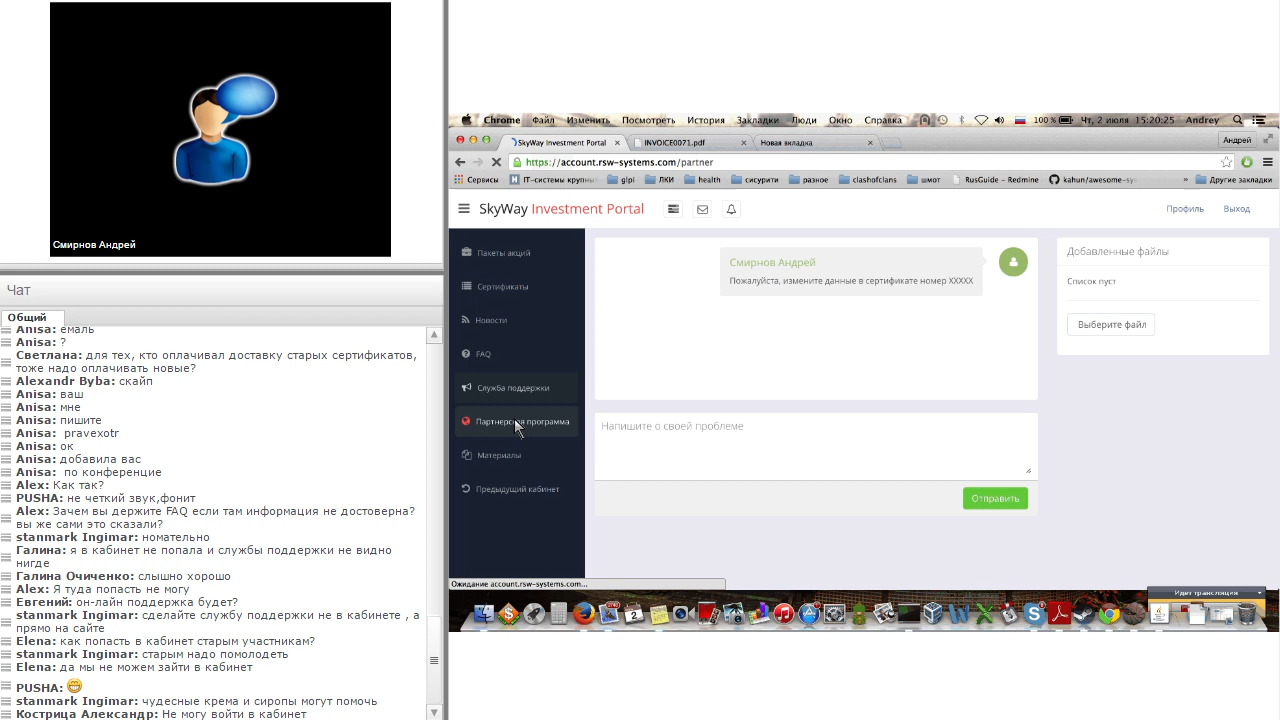 Смирнов Андрей
Чат
Общий
Anisa: емаль
Anisa: ?
Светлана: для тех, кто оплачивал доставку старых сертификатов,
тоже надо оплачивать новые?
Alexandr Byba: скайп
Anisa: ваш
Anisa: мне
Anisa: пишите
Anisa: pravexotr
Anisa: ок
Anisa: добавила вас
Anisa: по конференцие
Alex: Как так?
PUSHA: не четкий звук,фонит
Alex: Зачем вы держите FAQ если там информация не достоверна?
вы же сами это сказали?
stanmark Ingimar: номательно
Галина: я в кабинет не попала и службы поддержки не видно
нигде
Галина Очиченко: слышно хорошо
Alex: Я туда попасть не могу
Евгений: он-лайн поддержка будет?
stanmark Ingimar: сделайте службу поддержки не в кабинете , а
прямо на сайте
Elena: как попасть в кабинет старым участникам?
stanmark Ingimar: старым надо помолодеть
Elena: да мы не можем зайти в кабинет
PUSHA:
stanmark Ingimar: чудесные крема и сиропы могут помочь
Кострица Александр: Не могу войти в кабинет
Chrome Файл Изменить Посмотреть История Закладки Люди Окно Справка 100 % Чт, 2 июля 15:20:25 Andrey
SkyWay Investment Portal INVOICE0071.pdf Новая вкладка Андрей
https://account.rsw-systems.com/partner
Сервисы IT-системы крупны glpi ЛКИ health сисурити разное clashofclans шмот RusGuide – Redmine kahun/awesome-sy » Другие закладки
SkyWay Investment Portal
Профиль Выход
Пакеты акций
Сертификаты
Новости
FAQ
Служба поддержки
Партнерская программа
Материалы
Предыдущий кабинет
Смирнов Андрей
Пожалуйста, измените данные в сертификате номер XXXXX
Напишите о своей проблеме
Отправить
Добавленные файлы
Список пуст
Выберите файл
Ожидание account.rsw-systems.com...
Идет трансляция